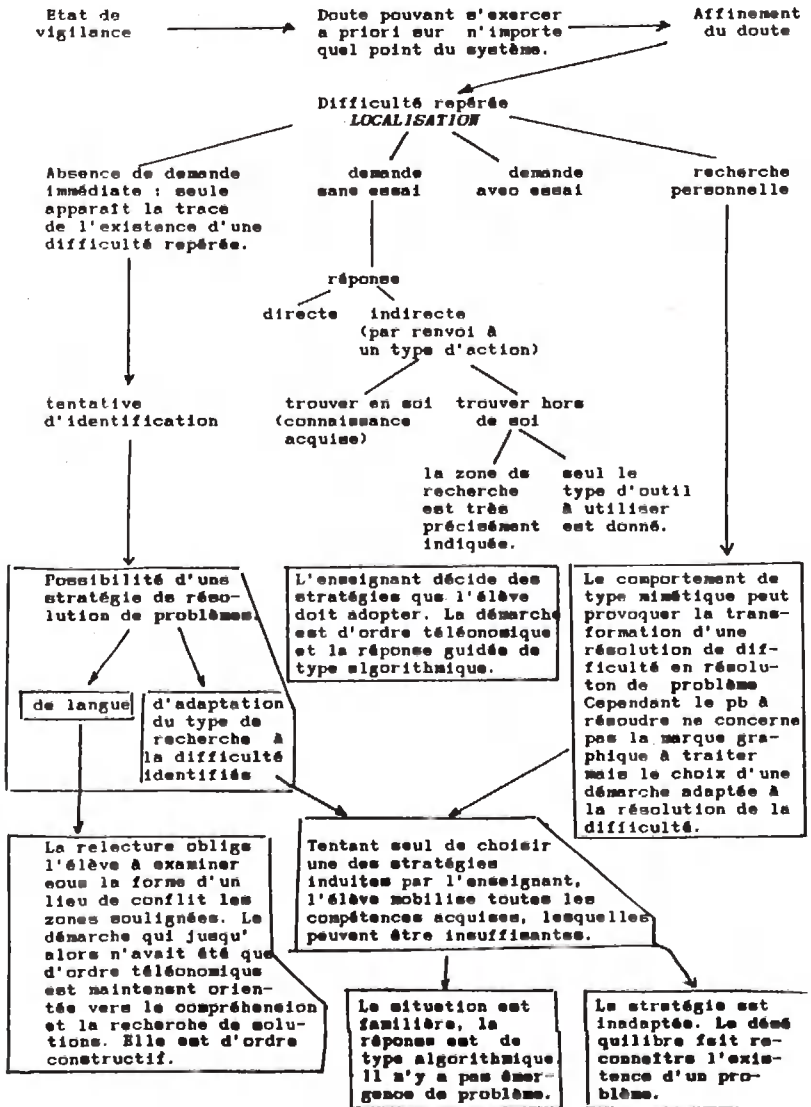 Etat de
vigilance
Doute pouvant s'exercer
a priori sur n'importe
quel point du système.
Affinement
du doute
Difficulté repérée
LOCALISATION
Absence de demande
immédiate : seule
apparaît la trace
de l'existence d'une
difficulté repérée.
demande
sans essai
demande
avec essai
recherche
personnelle
réponse
directe
indirecte
(par renvoi à
un type d'action)
tentative
d'identification
trouver en soi
(connaissance
acquise)
trouver hors
de soi
la zone de
recherche
est très
précisément
indiquée.
seul le
type d'outil
à utiliser
est donné.
Possibilité d'une
stratégie de réso-
lution de problèmes.
de langue
d'adaptation
du type de
recherche à
la difficulté
identifiée
L'enseignant décide des
stratégies que l'élève
doit adopter. La démarche
est d'ordre téléonomique
et la réponse guidée de
type algorithmique.
Le comportement de
type mimétique peut
provoquer la trans-
formation d'une
résolution de dif-
ficulté en résolu-
ton de problème
Cependant le pb à
résoudre ne concerne
pas la marque gra-
phique à traiter
mais le choix d'une
démarche adaptée à
la résolution de la
difficulté.
La relecture oblige
l'élève à examiner
sous la forme d'un
lieu de conflit les
zones soulignées. La
démarche qui jusqu'
alors n'avait été que
d'ordre téléonomique
est maintenant orien-
tée vers la compréhension
et la recherche de solu-
tions. Elle est d'ordre
constructif.
Tentant seul de choisir
une des stratégies
induites par l'enseignant,
l'élève mobilise toutes les
compétences acquises, lesquelles
peuvent être insuffisantes.
La situation est
familière, la
réponse est de
type algorithmique.
Il n'y a pas émer-
gence de problème.
La stratégie est
inadaptée. Le désé
quilibre fait re-
connaître l'exis-
tence d'un pro-
blème.